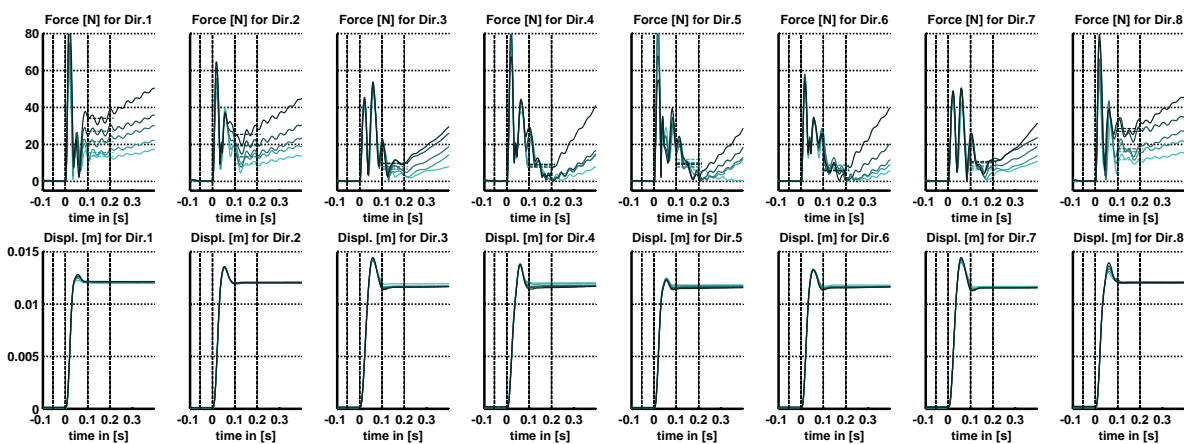 Force [N] for Dir.1 Force [N] for Dir.2 Force [N] for Dir.3 Force [N] for Dir.4 Force [N] for Dir.5 Force [N] for Dir.6 Force [N] for Dir.7 Force [N] for Dir.8
80
60
40
20
0
-0.1 0 0.1 0.2 0.3 -0.1 0 0.1 0.2 0.3 -0.1 0 0.1 0.2 0.3 -0.1 0 0.1 0.2 0.3 -0.1 0 0.1 0.2 0.3 -0.1 0 0.1 0.2 0.3 -0.1 0 0.1 0.2 0.3 -0.1 0 0.1 0.2 0.3
time in [s] time in [s] time in [s] time in [s] time in [s] time in [s] time in [s] time in [s]
Displ. [m] for Dir.1 Displ. [m] for Dir.2 Displ. [m] for Dir.3 Displ. [m] for Dir.4 Displ. [m] for Dir.5 Displ. [m] for Dir.6 Displ. [m] for Dir.7 Displ. [m] for Dir.8
0.015
0.01
0.005
0
-0.1 0 0.1 0.2 0.3 -0.1 0 0.1 0.2 0.3 -0.1 0 0.1 0.2 0.3 -0.1 0 0.1 0.2 0.3 -0.1 0 0.1 0.2 0.3 -0.1 0 0.1 0.2 0.3 -0.1 0 0.1 0.2 0.3 -0.1 0 0.1 0.2 0.3
time in [s] time in [s] time in [s] time in [s] time in [s] time in [s] time in [s] time in [s]